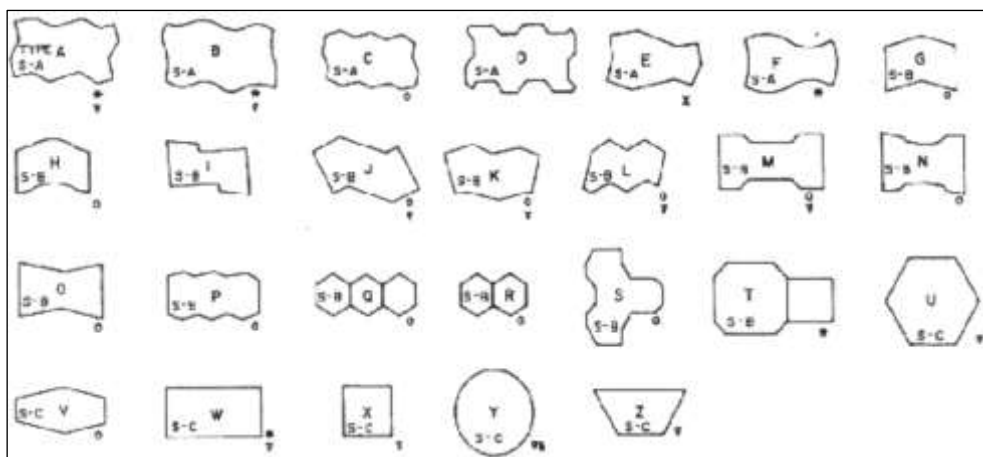 TYPE A
S-A
B
S-A
C
S-A
D
S-A
E
S-A
F
S-A
G
S-B
H
S-B
I
S-B
J
S-B
K
S-B
L
S-B
M
S-B
N
S-B
O
S-B
P
S-B
S-B Q
S-B R
S
S-B
T
S-B
U
S-C
S-C V
W
S-C
X
S-C
Y
S-C
Z
S-C